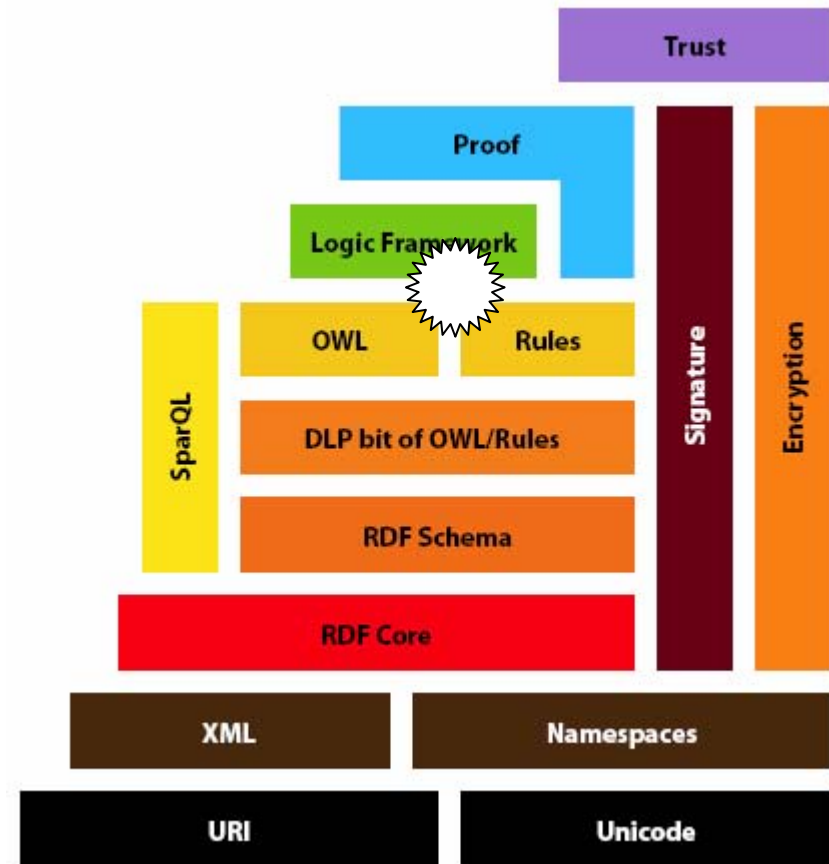 Trust
Proof
Logic Framework
OWL
Rules
SparQL
DLP bit of OWL/Rules
RDF Schema
RDF Core
Signature
Encryption
XML
Namespaces
URI
Unicode